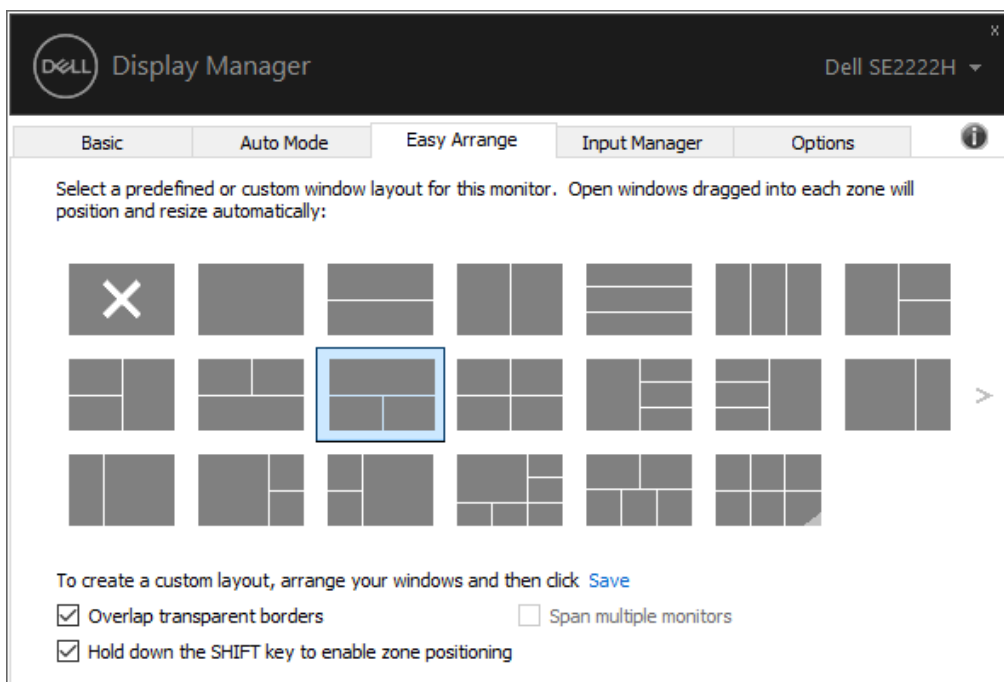 x
DELL Display Manager
Dell SE2222H
Basic Auto Mode Easy Arrange Input Manager Options
Select a predefined or custom window layout for this monitor. Open windows dragged into each zone will
position and resize automatically:
>
To create a custom layout, arrange your windows and then click Save
Overlap transparent borders
Span multiple monitors
Hold down the SHIFT key to enable zone positioning